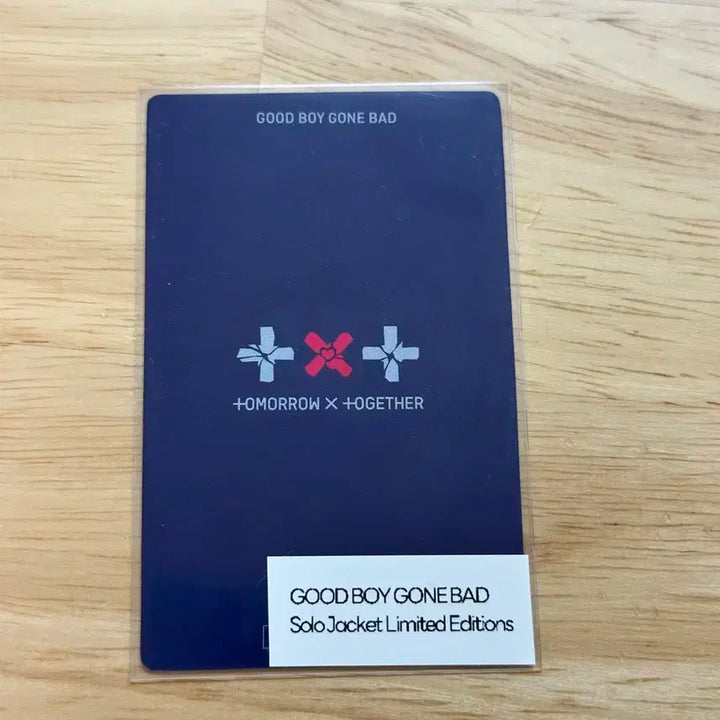 GOOD BOY GONE BAD
+OMORROW × +OGETHER
GOOD BOY GONE BAD
Solo Jacket Limited Editions